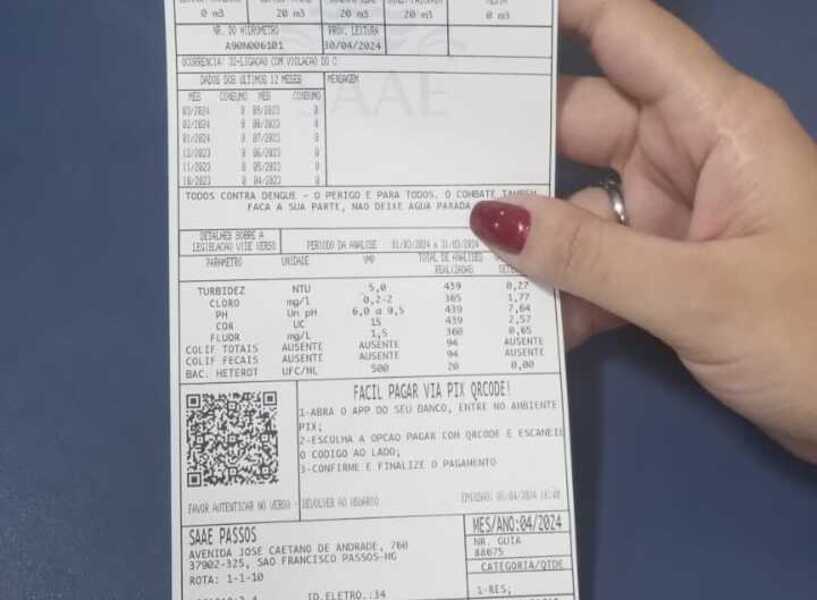 0 m3 20 m3 20 m3 20 m3 0 m3
NR. DO HIDROMETRO PROX. LEITURA
A90N006101 30/04/2024
OCORRENCIA: 32-LIGACAO COM VIOLACAO DO C
DADOS DOS ULTIMOS 12 MESES MENSAGEM
MES CONSUMO MES CONSUMO
SAAE
03/2024 0 09/2023 0
02/2024 0 08/2023 0
01/2024 0 07/2023 0
12/2023 0 06/2023 0
11/2023 0 05/2023 0
10/2023 0 04/2023 0
TODOS CONTRA DENGUE - O PERIGO E PARA TODOS. O COMBATE TAMBEM
FACA A SUA PARTE, NAO DEIXE AGUA PARADA
DETALHES SOBRE A
LEGISLACAO VIDE VERSO PERIODO DA ANALISE 01/03/2024 a 31/03/2024
PARAMETRO UNIDADE VMP TOTAL DE ANALISES
REALIZADAS
TURBIDEZ NTU 5,0 439 0,27
CLORO mg/l 0,2-2 365 1,77
PH Un pH 6,0 a 9,5 439 7,64
COR UC 15 439 2,57
FLUOR mg/L 1,5 360 0,65
COLIF TOTAIS AUSENTE AUSENTE 94 AUSENTE
COLIF FECAIS AUSENTE AUSENTE 94 AUSENTE
BAC. HETEROT UFC/ML 500 20 0,00
FACIL PAGAR VIA PIX QRCODE!
1-ABRA O APP DO SEU BANCO, ENTRE NO AMBIENTE
PIX;
2-ESCOLHA A OPCAO PAGAR COM QRCODE E ESCANEIE
O CODIGO AO LADO;
3-CONFIRME E FINALIZE O PAGAMENTO
FAVOR AUTENTICAR NO VERSO - DEVOLVER AO USUARIO EMISSAO: 05/04/2024
SAAE PASSOS MES/ANO:04/2024
AVENIDA JOSE CAETANO DE ANDRADE, 760 NR. GUIA
37902-325, SAO FRANCISCO PASSOS-MG 88675
ROTA: 1-1-10 CATEGORIA/QTDE
ID.ELETRO.:34 1-RES;